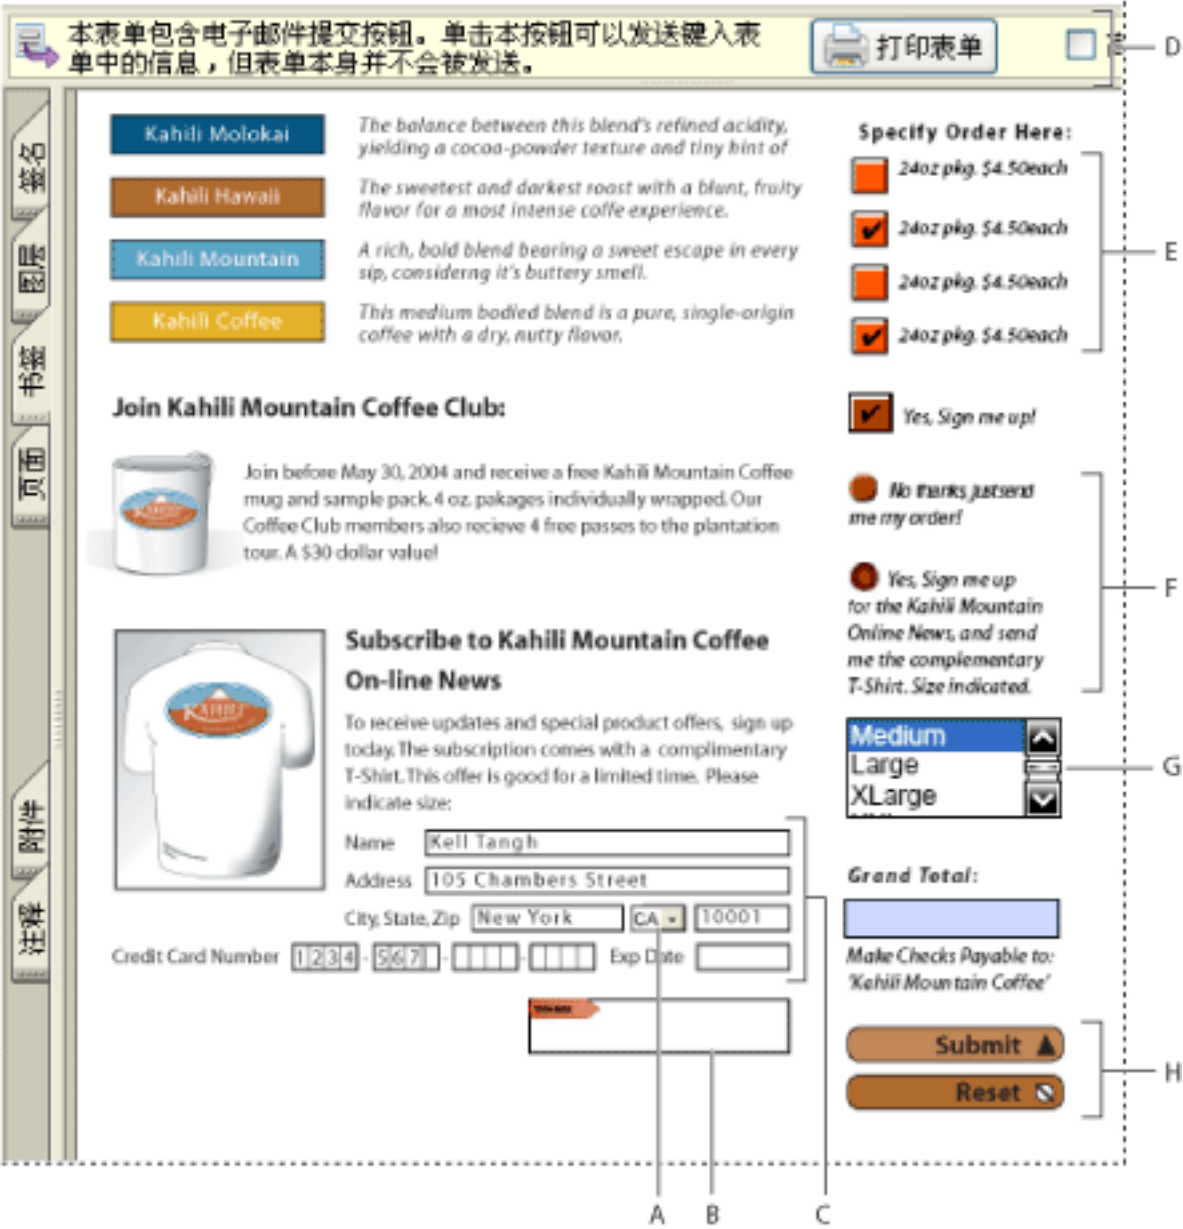 本表单包含电子邮件提交按钮。单击本按钮可以发送键入表
单中的信息，但表单本身并不会被发送。
打印表单
D
签名
图层
书签
页面
附件
注释
Kahili Molokai
The balance between this blend's refined acidity,
yielding a cocoa-powder texture and tiny hint of
Kahili Hawaii
The sweetest and darkest roast with a blunt, fruity
flavor for a most intense coffe experience.
Kahili Mountain
A rich, bold blend bearing a sweet escape in every
sip, considerng it's buttery smell.
Kahili Coffee
This medium bodied blend is a pure, single-origin
coffee with a dry, nutty flavor.
Specify Order Here:
24oz pkg. $4.50each
24oz pkg. $4.50each
24oz pkg. $4.50each
24oz pkg. $4.50each
E
Yes, Sign me up!
Join Kahili Mountain Coffee Club:
Join before May 30, 2004 and receive a free Kahili Mountain Coffee
mug and sample pack. 4 oz. pakages individually wrapped. Our
Coffee Club members also recieve 4 free passes to the plantation
tour. A $30 dollar value!
KAHILI
No thanks, just send
me my order!
Yes, Sign me up
for the Kahili Mountain
Online News, and send
me the complementary
T-Shirt. Size indicated.
F
KAHILI
Subscribe to Kahili Mountain Coffee
On-line News
To receive updates and special product offers, sign up
today. The subscription comes with a complimentary
T-Shirt. This offer is good for a limited time. Please
indicate size:
Medium
Large
XLarge
G
Name Kell Tangh
Address 105 Chambers Street
City, State, Zip New York CA 10001
Credit Card Number 1234 - 567 - - Exp Date
Grand Total:
Make Checks Payable to:
'Kahili Mountain Coffee'
Submit
Reset
H
A B C